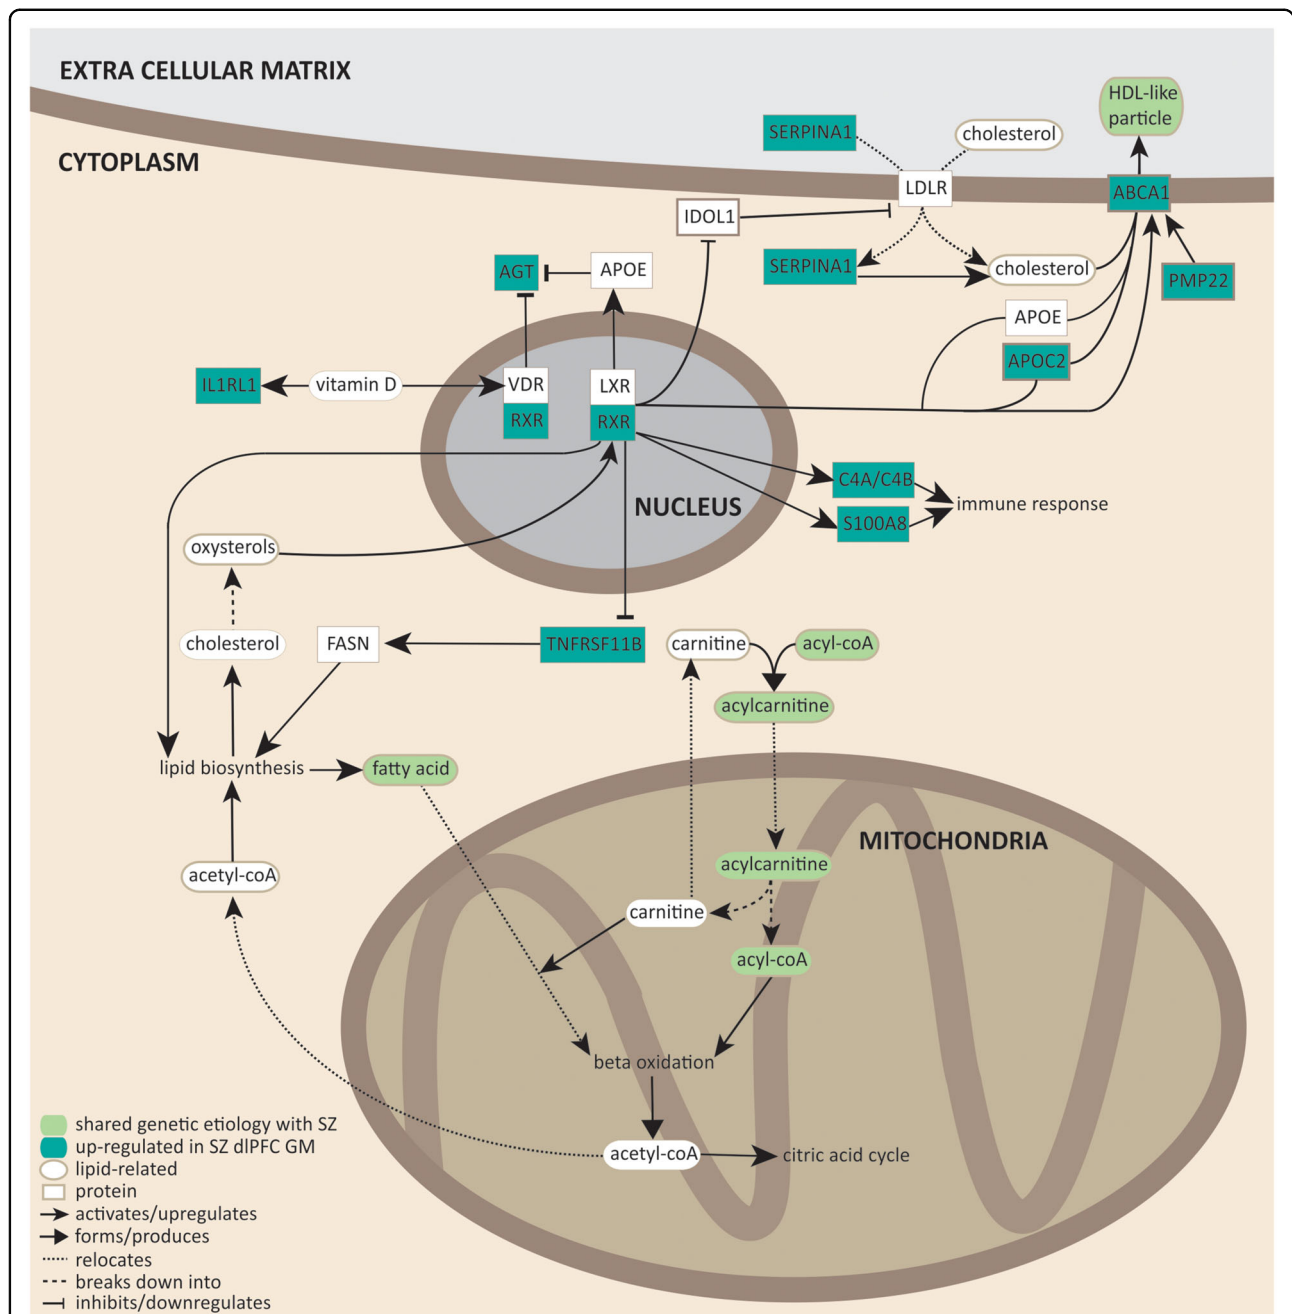 EXTRA CELLULAR MATRIX
HDL-like
particle
SERPINA1
cholesterol
CYTOPLASM
LDLR
ABCA1
IDOL1
AGT
APOE
SERPINA1
cholesterol
PMP22
APOE
APOC2
IL1RL1
vitamin D
VDR
LXR
RXR
RXR
C4A/C4B
NUCLEUS
immune response
S100A8
oxysterols
cholesterol
FASN
TNFRSF11B
carnitine
acyl-coA
acylcarnitine
lipid biosynthesis
fatty acid
MITOCHONDRIA
acylcarnitine
acetyl-coA
carnitine
acyl-coA
beta oxidation
acetyl-coA
citric acid cycle
shared genetic etiology with SZ
up-regulated in SZ dlPFC GM
lipid-related
protein
activates/upregulates
forms/produces
relocates
breaks down into
inhibits/downregulates